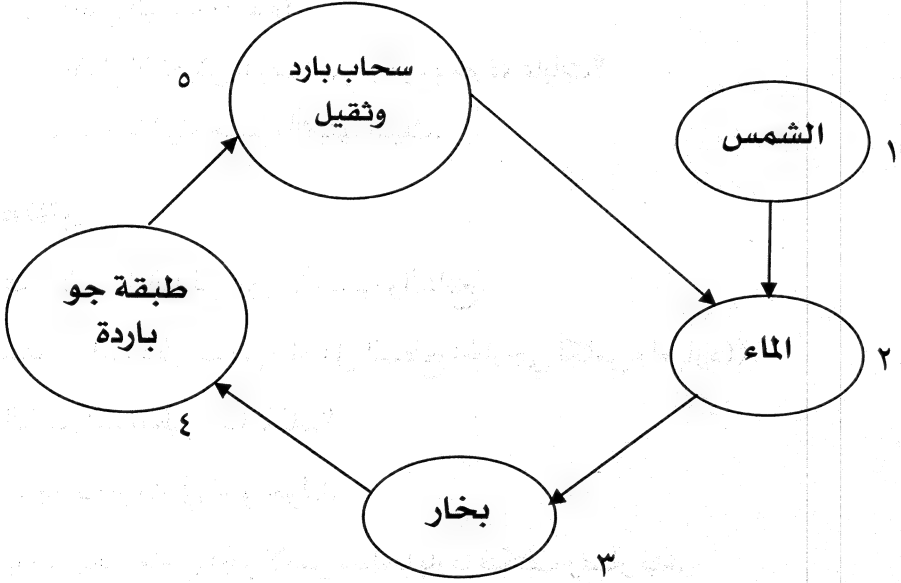 الشمس
١
الماء
٢
بخار
٣
طبقة جو
باردة
٤
سحاب بارد
وثقيل
٥